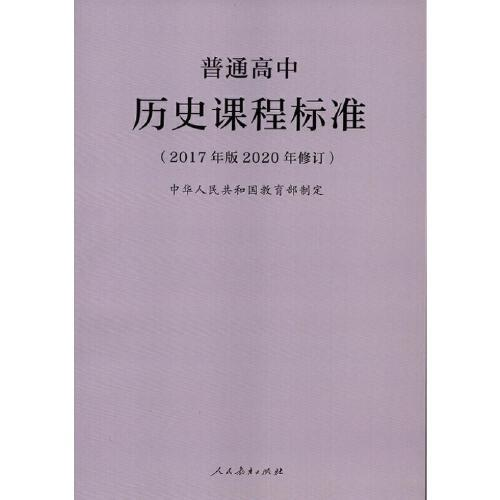 普通高中
历史课程标准
（2017年版2020年修订）
中华人民共和国教育部制定
人民教育出版社